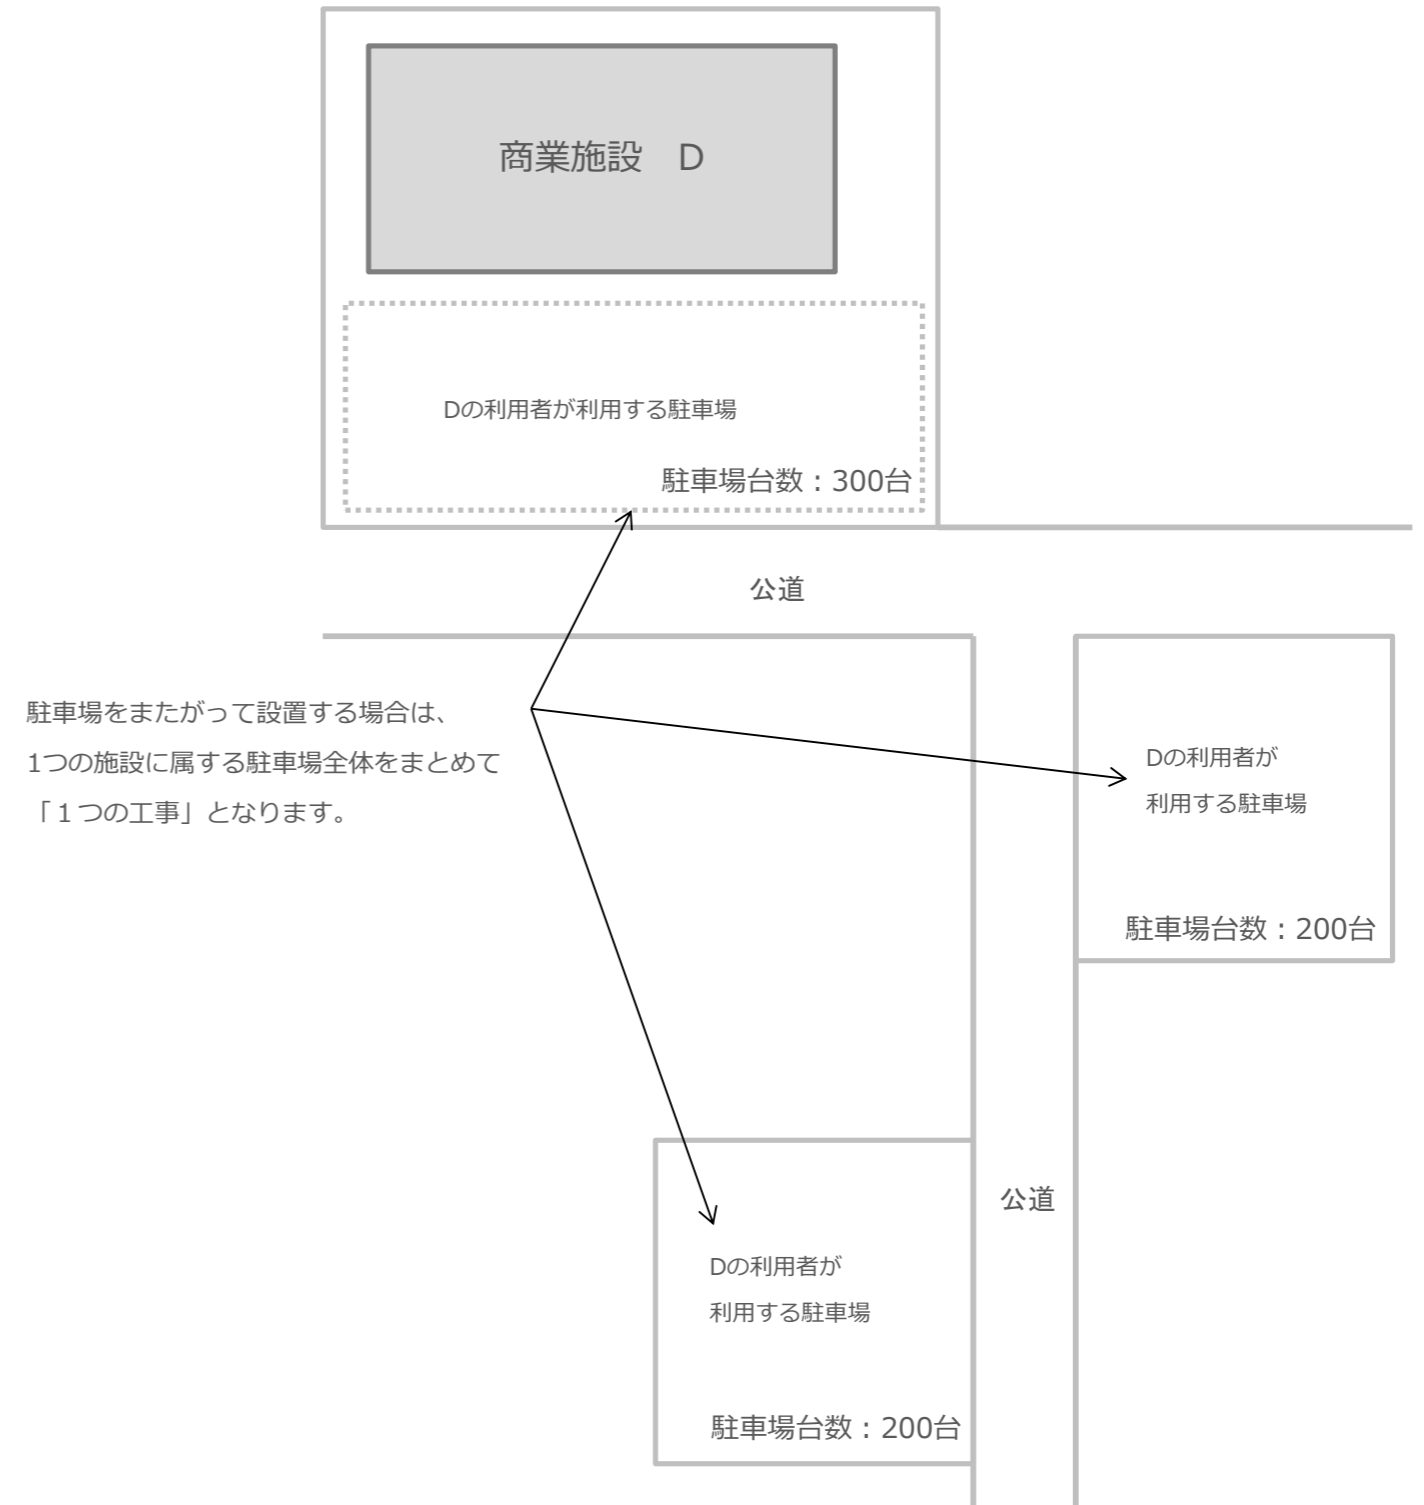 商業施設　D
Dの利用者が利用する駐車場
駐車場台数：300台
公道
駐車場をまたがって設置する場合は、
1つの施設に属する駐車場全体をまとめて
「１つの工事」となります。
Dの利用者が
利用する駐車場
駐車場台数：200台
公道
Dの利用者が
利用する駐車場
駐車場台数：200台